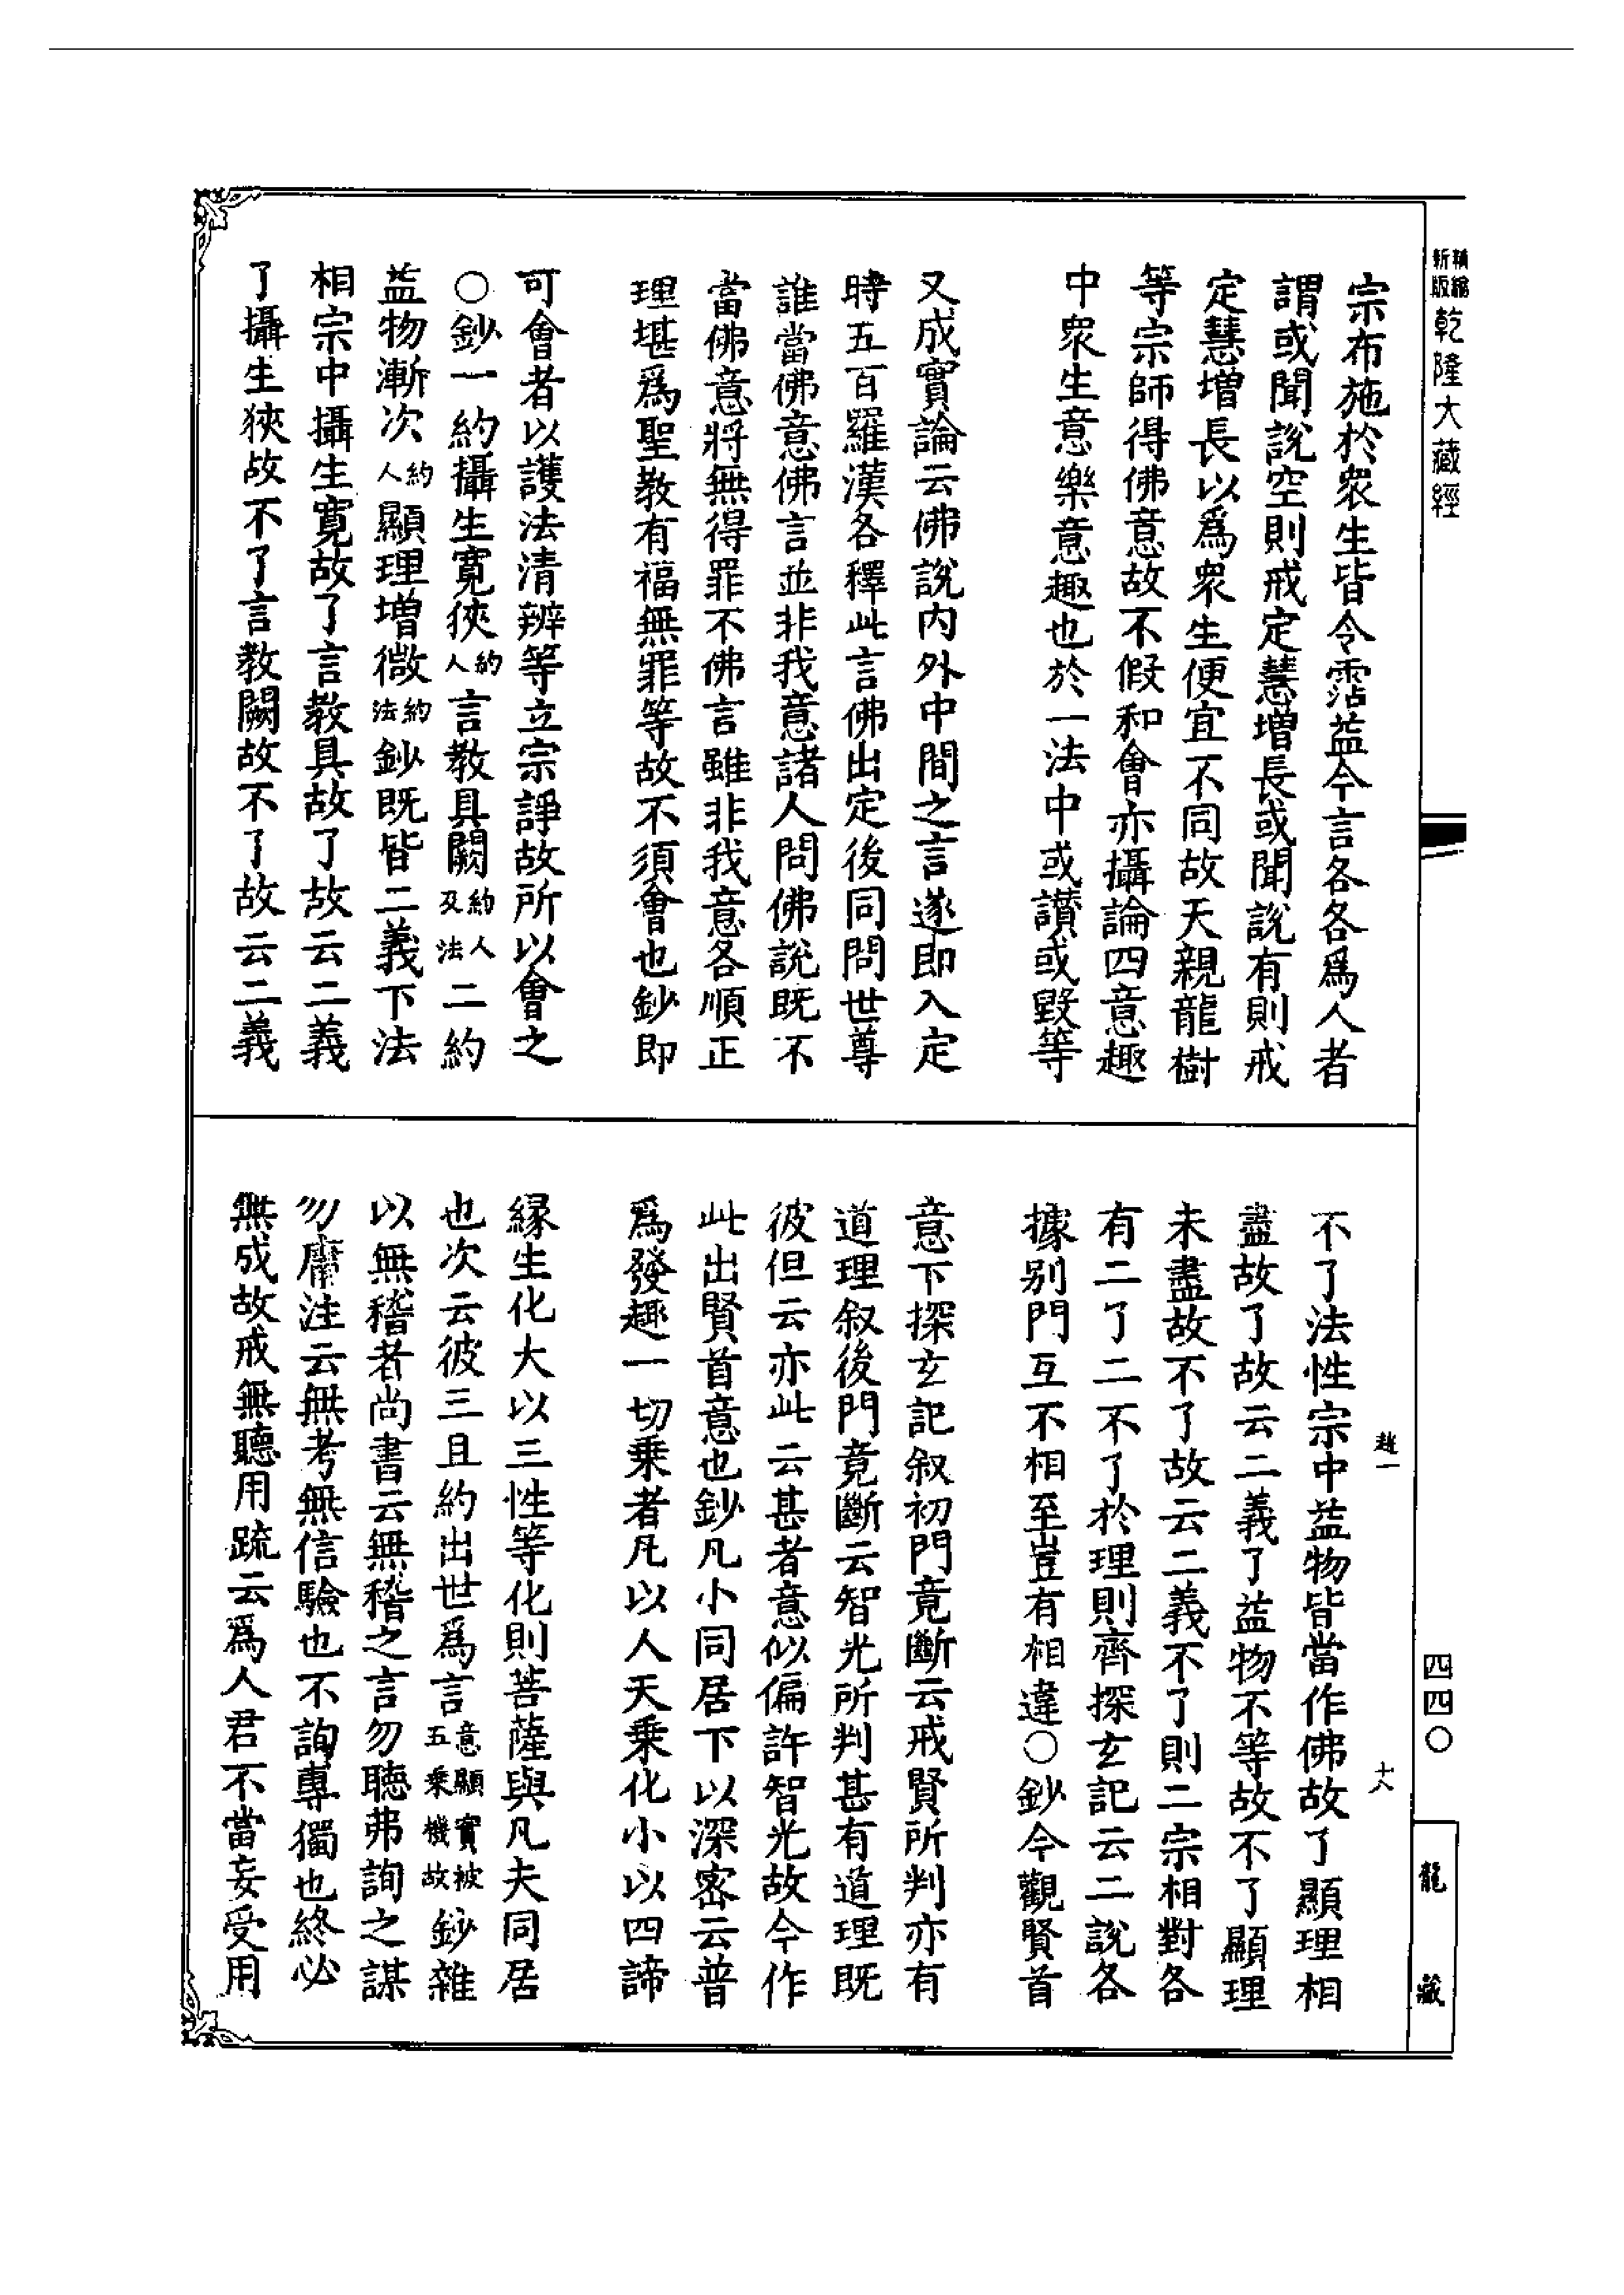 精縮新版乾隆大藏經
宗布施於衆生皆令霑益今言各各爲人者
謂或聞說空則戒定慧增長或聞說有則戒
定慧增長以爲衆生便宜不同故天親龍樹
等宗師得佛意故不假和會亦攝論四意趣
中衆生意樂意趣也於一法中或讃或毀等
又成實論云佛說内外中間之言遂即入定
時五百羅漢各釋此言佛出定後同問世尊
誰當佛意佛言並非我意諸人問佛說既不
當佛意將無得罪不佛言雖非我意各順正
理堪爲聖教有福無罪等故不須會也鈔即
可會者以護法清辨等立宗諍故所以會之
○鈔一約攝生寬狹約人言教具闕約人及法二約
益物漸次約人顯理增微約法鈔既皆二義下法
相宗中攝生寬故了言教具故了故云二義
了攝生狹故不了言教闕故不了故云二義
不了法性宗中益物皆當作佛故了顯理相
盡故了故云二義了益物不等故不了顯理
未盡故不了故云二義不了則二宗相對各
有二了二不了於理則齊探玄記云二說各
據别門互不相至豈有相違○鈔今觀賢首
意下探玄記叙初門竟斷云戒賢所判亦有
道理叙後門竟斷云智光所判甚有道理既
彼但云亦此云甚者意似偏許智光故今作
此出賢首意也鈔凡小同居下以深密云普
爲發趣一切乘者凡以人天乘化小以四諦
緣生化大以三性等化則菩薩與凡夫同居
也次云彼三且約出世爲言意顯實被五乘機故鈔雜
以無稽者尚書云無稽之言勿聽弗詢之謀
勿庸注云無考無信驗也不詢專獨也終必
無成故戒無聽用疏云爲人君不當妄受用
趙一
十八
四四○
龍藏